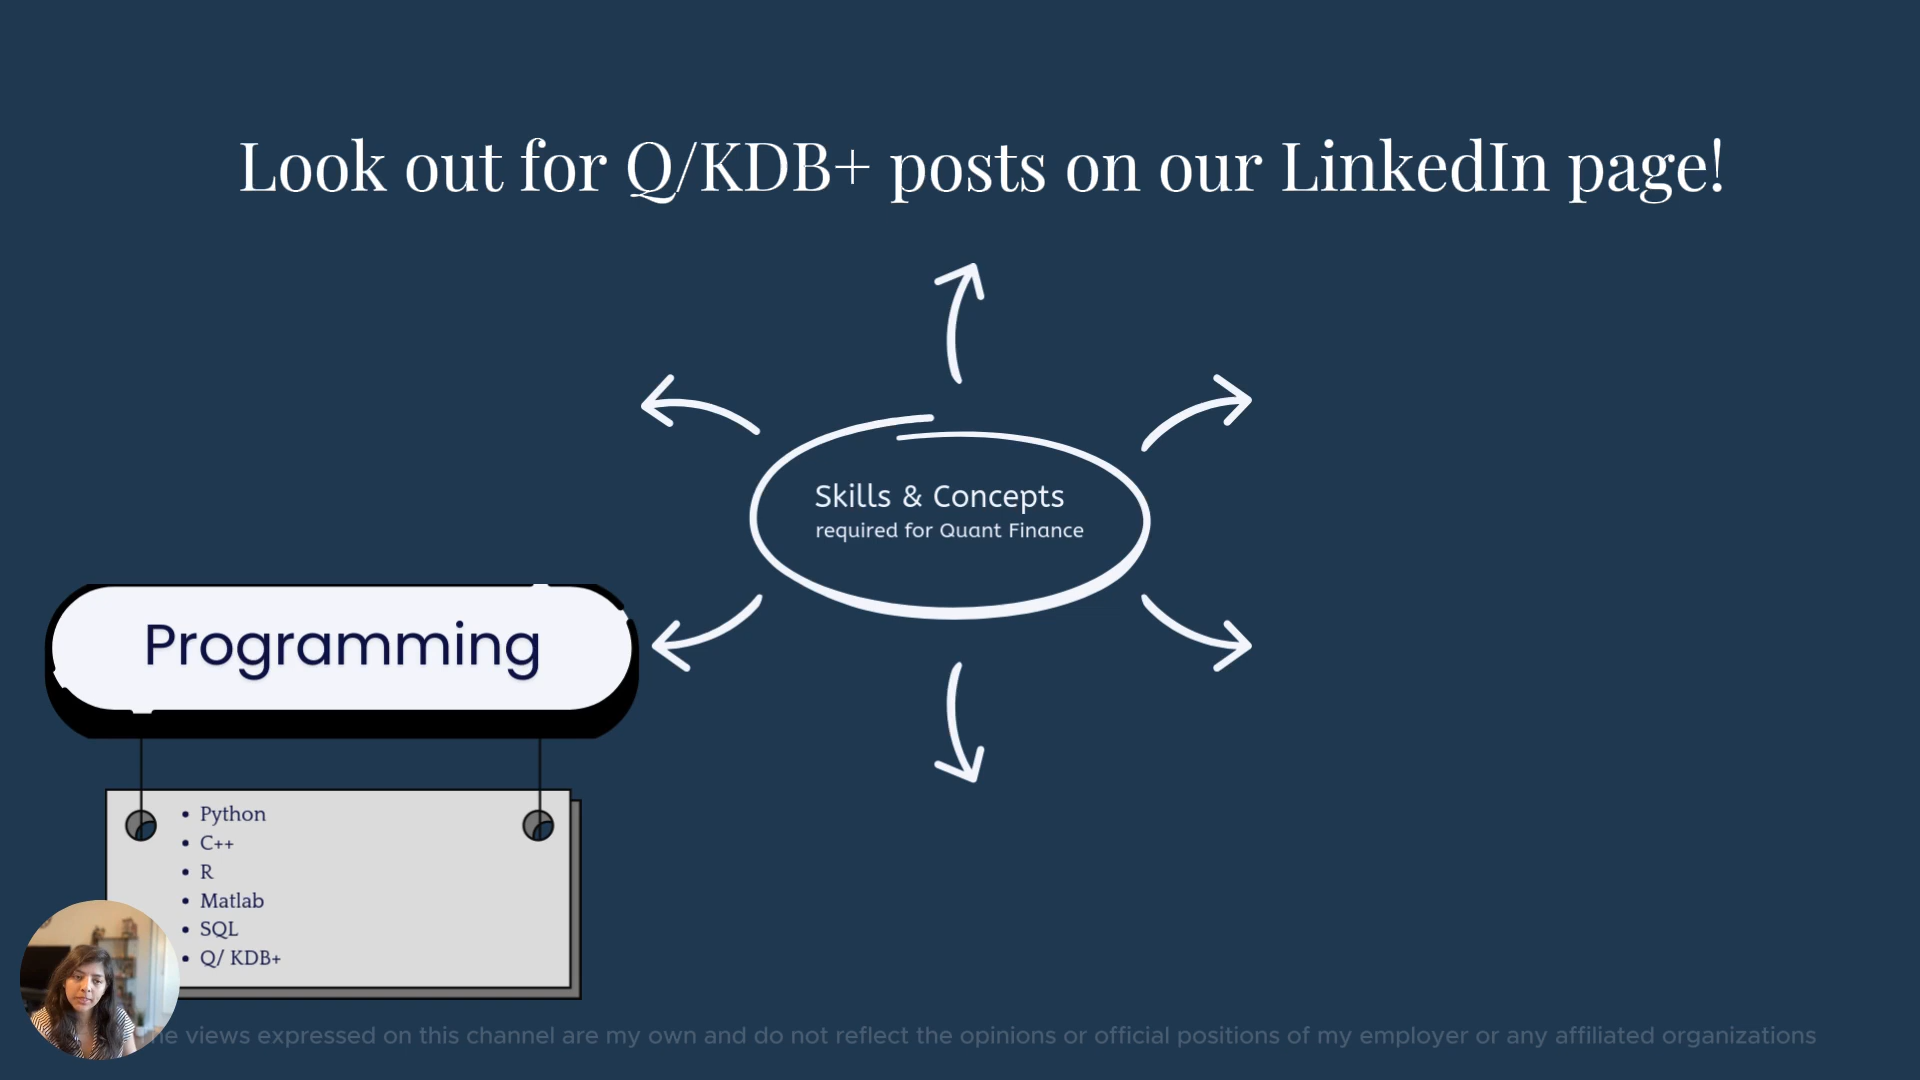 Look out for Q/KDB+ posts on our LinkedIn page!
Skills & Concepts
required for Quant Finance
Programming
• Python
• C++
• R
• Matlab
• SQL
• Q/ KDB+
he views expressed on this channel are my own and do not reflect the opinions or official positions of my employer or any affiliated organizations